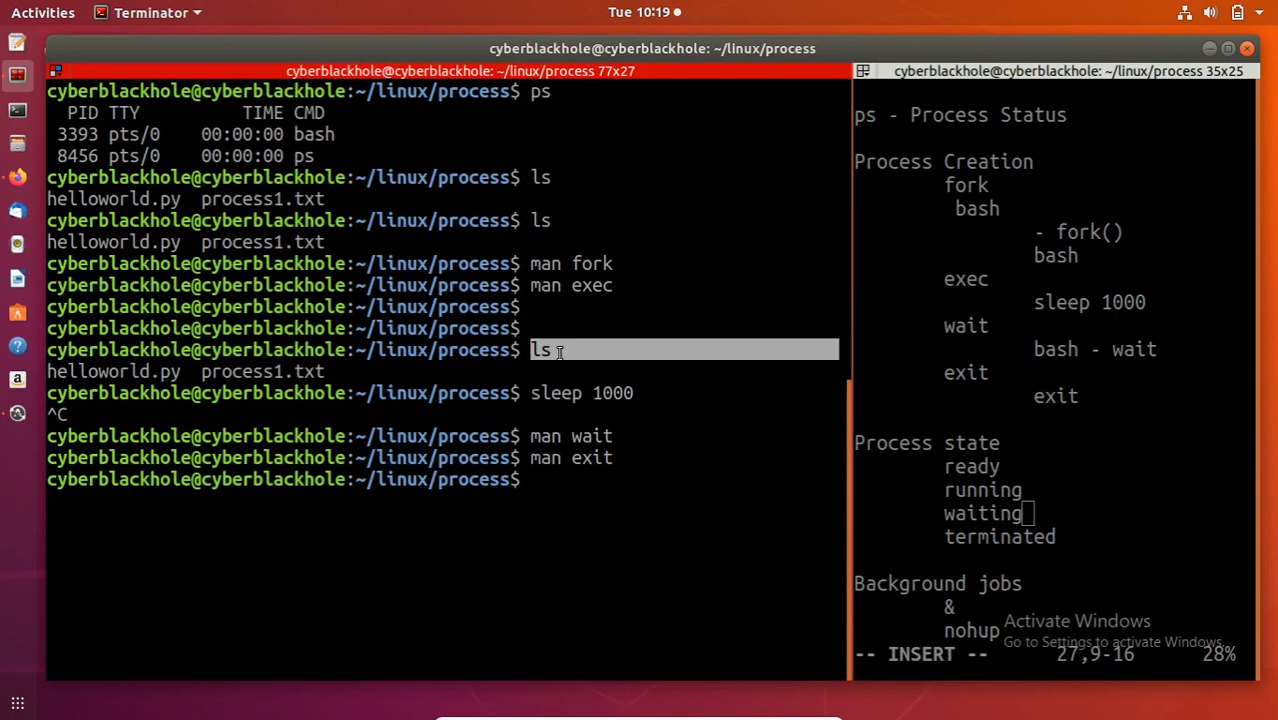 Activities Terminator Tue 10:19
cyberblackhole@cyberblackhole: ~/linux/process
cyberblackhole@cyberblackhole: ~/linux/process 77x27
cyberblackhole@cyberblackhole:~/linux/process$ ps
PID TTY TIME CMD
3393 pts/0 00:00:00 bash
8456 pts/0 00:00:00 ps
cyberblackhole@cyberblackhole:~/linux/process$ ls
helloworld.py process1.txt
cyberblackhole@cyberblackhole:~/linux/process$ ls
helloworld.py process1.txt
cyberblackhole@cyberblackhole:~/linux/process$ man fork
cyberblackhole@cyberblackhole:~/linux/process$ man exec
cyberblackhole@cyberblackhole:~/linux/process$
cyberblackhole@cyberblackhole:~/linux/process$
cyberblackhole@cyberblackhole:~/linux/process$ ls
helloworld.py process1.txt
cyberblackhole@cyberblackhole:~/linux/process$ sleep 1000
^C
cyberblackhole@cyberblackhole:~/linux/process$ man wait
cyberblackhole@cyberblackhole:~/linux/process$ man exit
cyberblackhole@cyberblackhole:~/linux/process$
cyberblackhole@cyberblackhole: ~/linux/process 35x25
ps - Process Status
Process Creation
fork
bash
- fork()
bash
exec
sleep 1000
wait
bash - wait
exit
exit
Process state
ready
running
waiting
terminated
Background jobs
&
nohup
-- INSERT -- 27,9-16 28%
Activate Windows
Go to Settings to activate Windows.